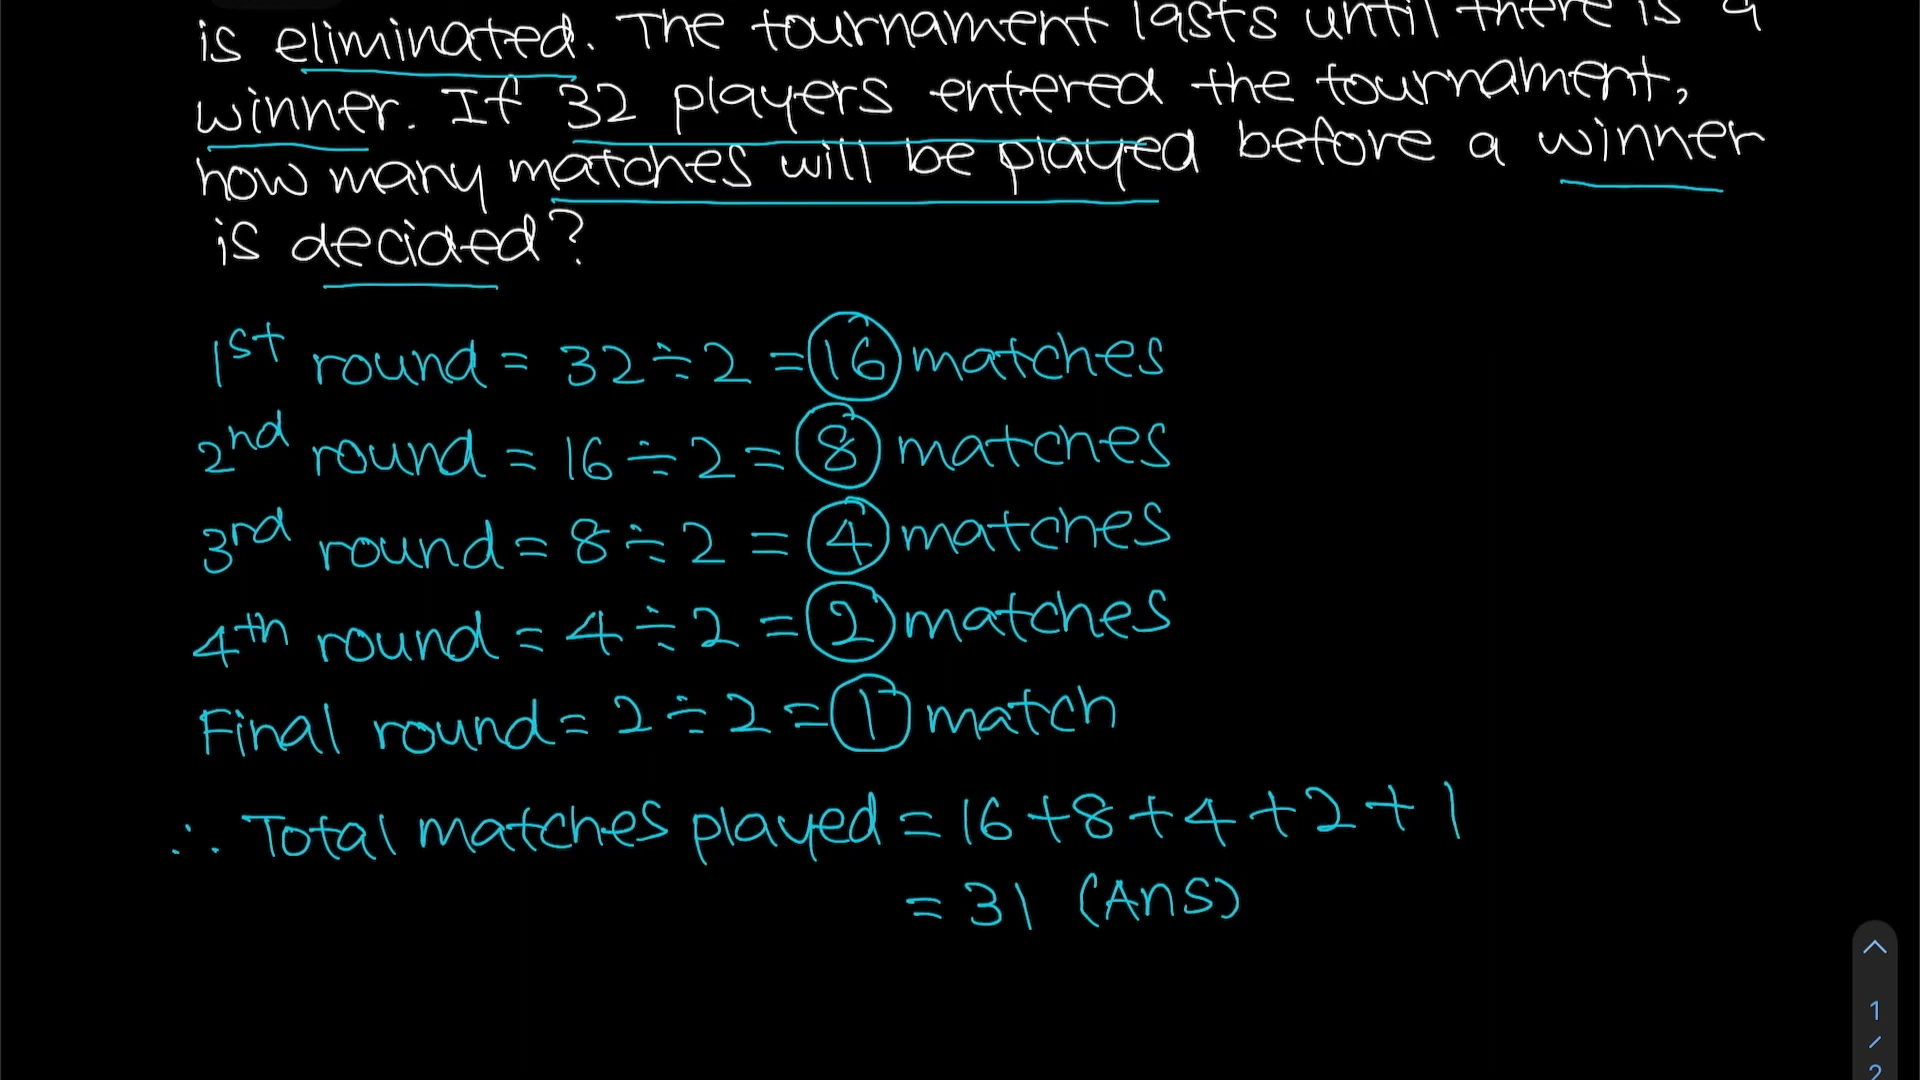 is eliminated. The tournament lasts until there is a
winner. If 32 players entered the tournament,
how many matches will be played before a winner
is decided?
1st round = 32 ÷ 2 = 16 matches
2nd round = 16 ÷ 2 = 8 matches
3rd round = 8 ÷ 2 = 4 matches
4th round = 4 ÷ 2 = 2 matches
Final round = 2 ÷ 2 = 1 match
∴ Total matches played = 16 + 8 + 4 + 2 + 1
= 31 (Ans)
1
/
2